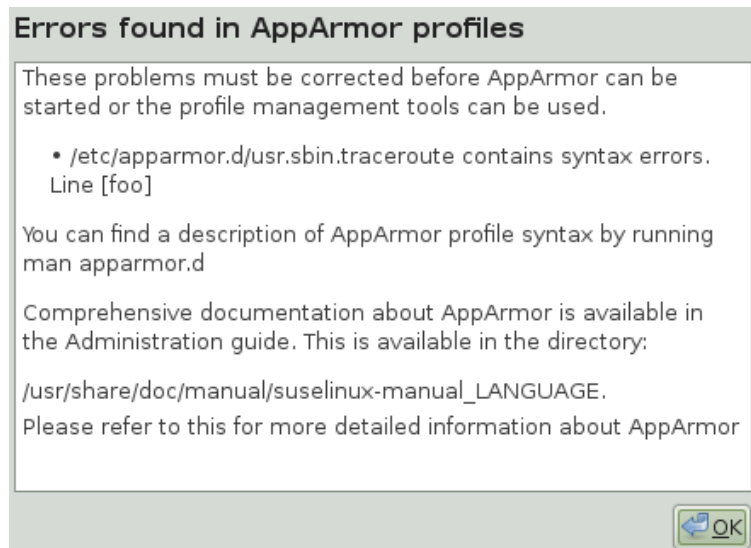 Errors found in AppArmor profiles
These problems must be corrected before AppArmor can be
started or the profile management tools can be used.
• /etc/apparmor.d/usr.sbin.traceroute contains syntax errors.
Line [foo]
You can find a description of AppArmor profile syntax by running
man apparmor.d
Comprehensive documentation about AppArmor is available in
the Administration guide. This is available in the directory:
/usr/share/doc/manual/suselinux-manual_LANGUAGE.
Please refer to this for more detailed information about AppArmor
OK